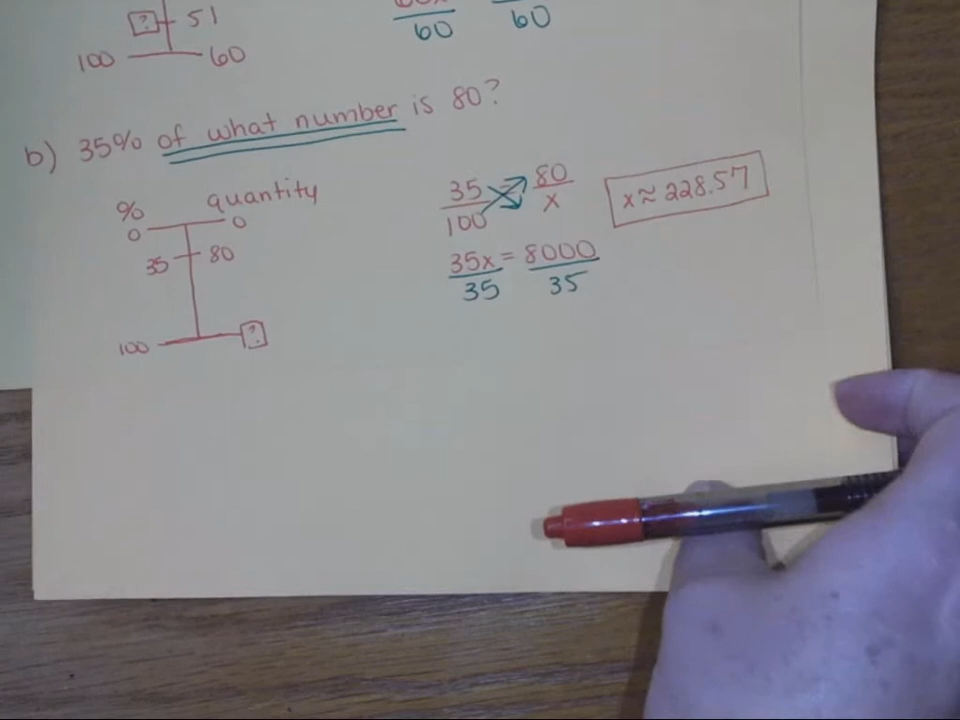 ? 51
100 60
60 60
b) 35% of what number is 80?
% quantity
0 0
35 80
100 ?
35/100 = 80/x
x ≈ 228.57
35x = 8000
35 35